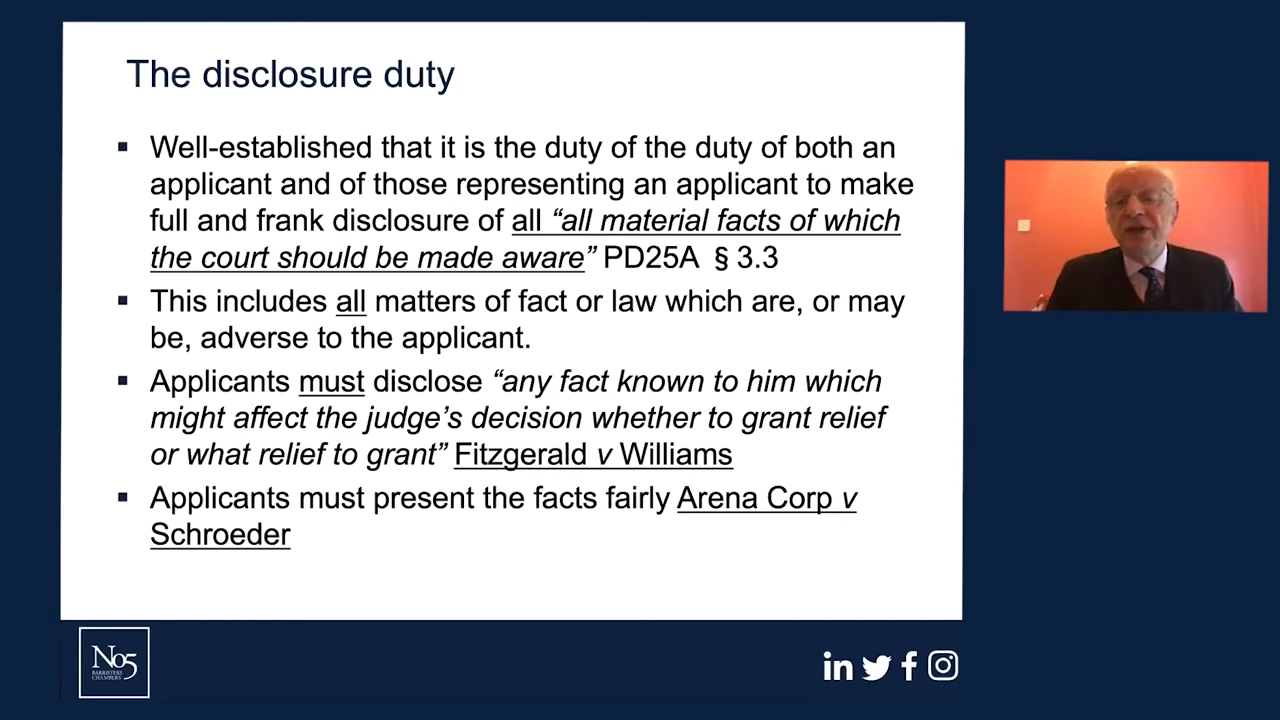 The disclosure duty
▪ Well-established that it is the duty of the duty of both an
applicant and of those representing an applicant to make
full and frank disclosure of all “all material facts of which
the court should be made aware” PD25A § 3.3
▪ This includes all matters of fact or law which are, or may
be, adverse to the applicant.
▪ Applicants must disclose “any fact known to him which
might affect the judge’s decision whether to grant relief
or what relief to grant” Fitzgerald v Williams
▪ Applicants must present the facts fairly Arena Corp v
Schroeder
No5
BARRISTERS
CHAMBERS
in